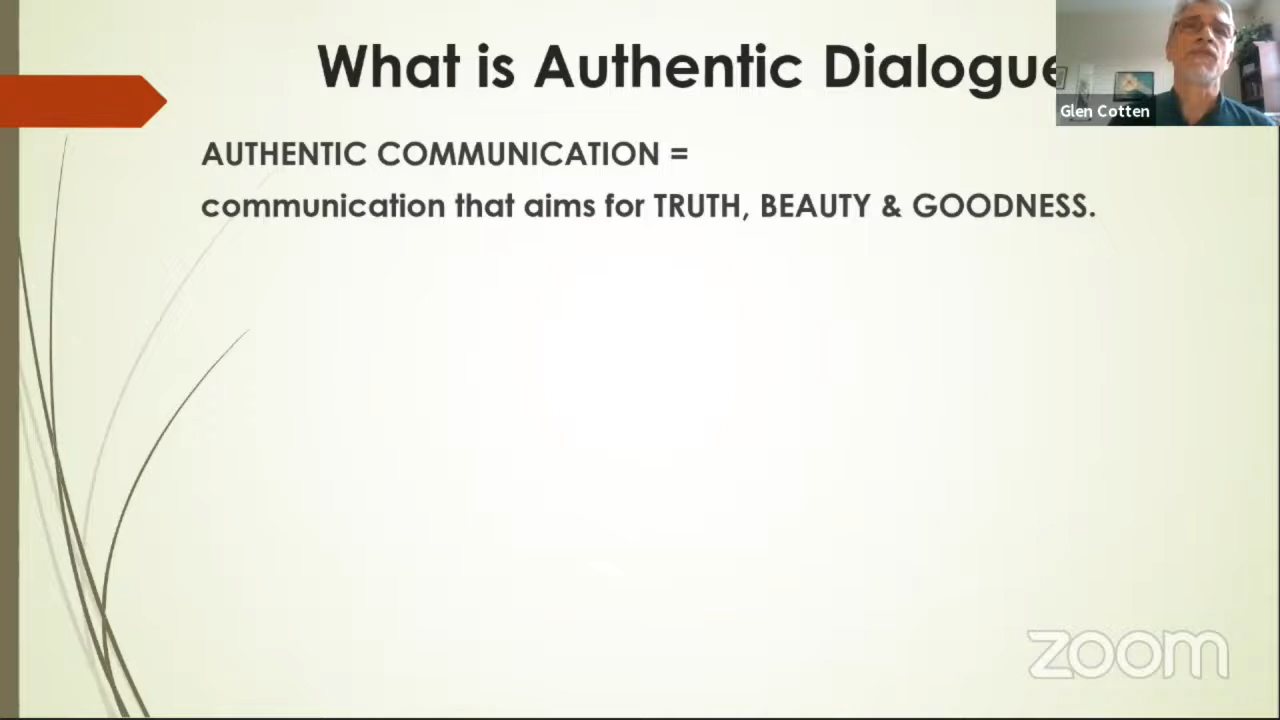 What is Authentic Dialogue
Glen Cotten
AUTHENTIC COMMUNICATION =
communication that aims for TRUTH, BEAUTY & GOODNESS.
zoom